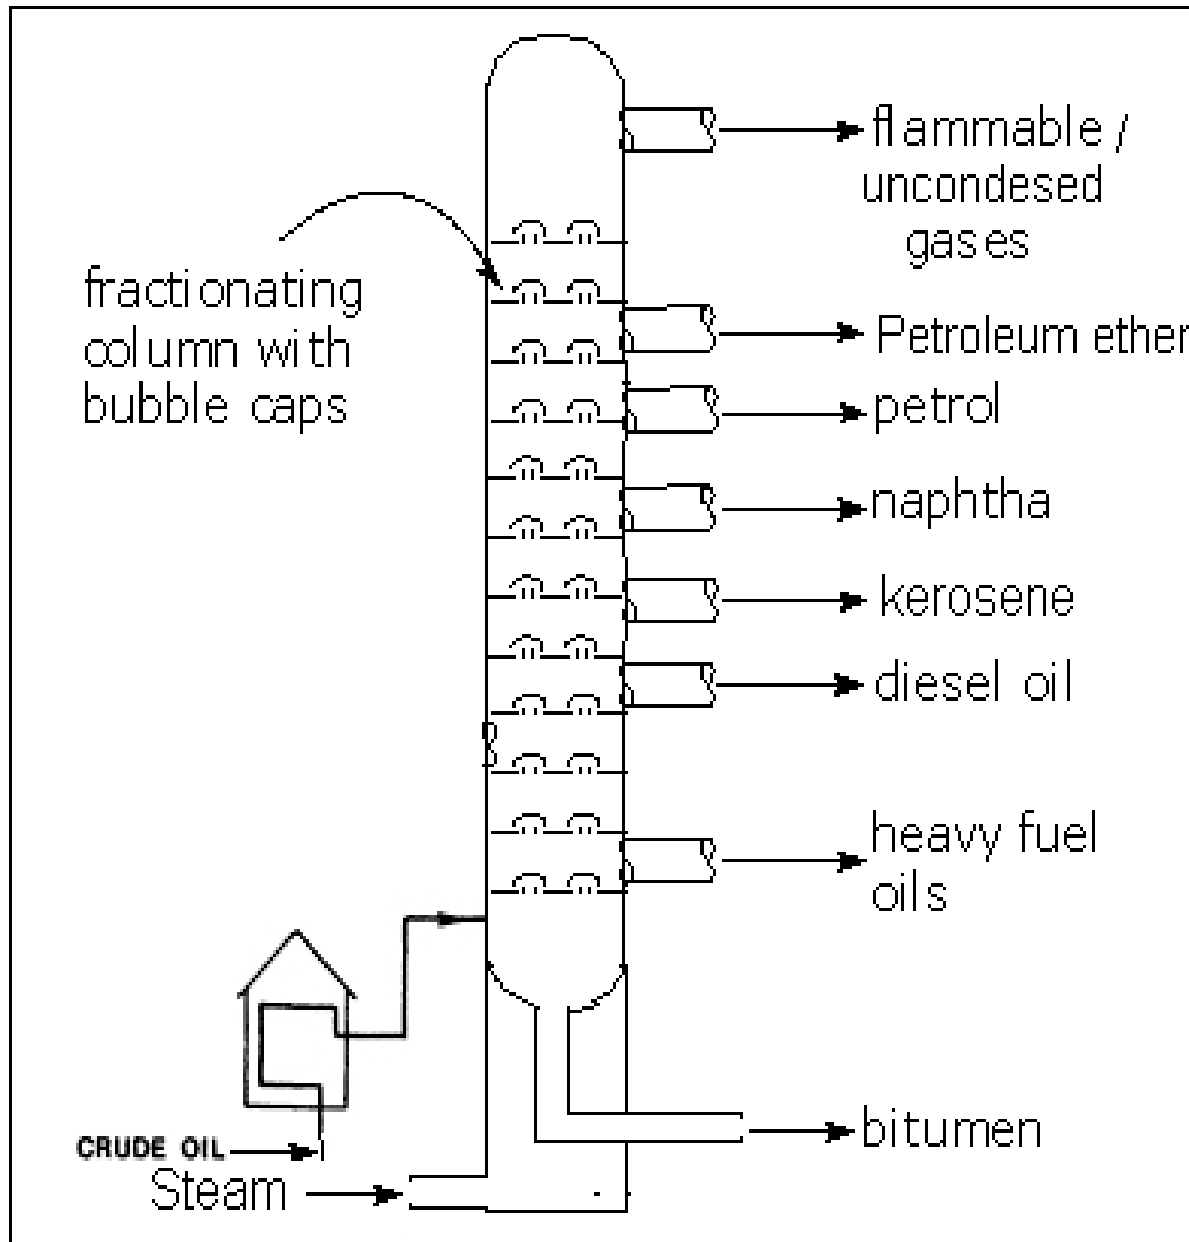 flammable /
uncondesed
gases
fractionating
column with
bubble caps
Petroleum ether
petrol
naphtha
kerosene
diesel oil
heavy fuel
oils
bitumen
CRUDE OIL
Steam